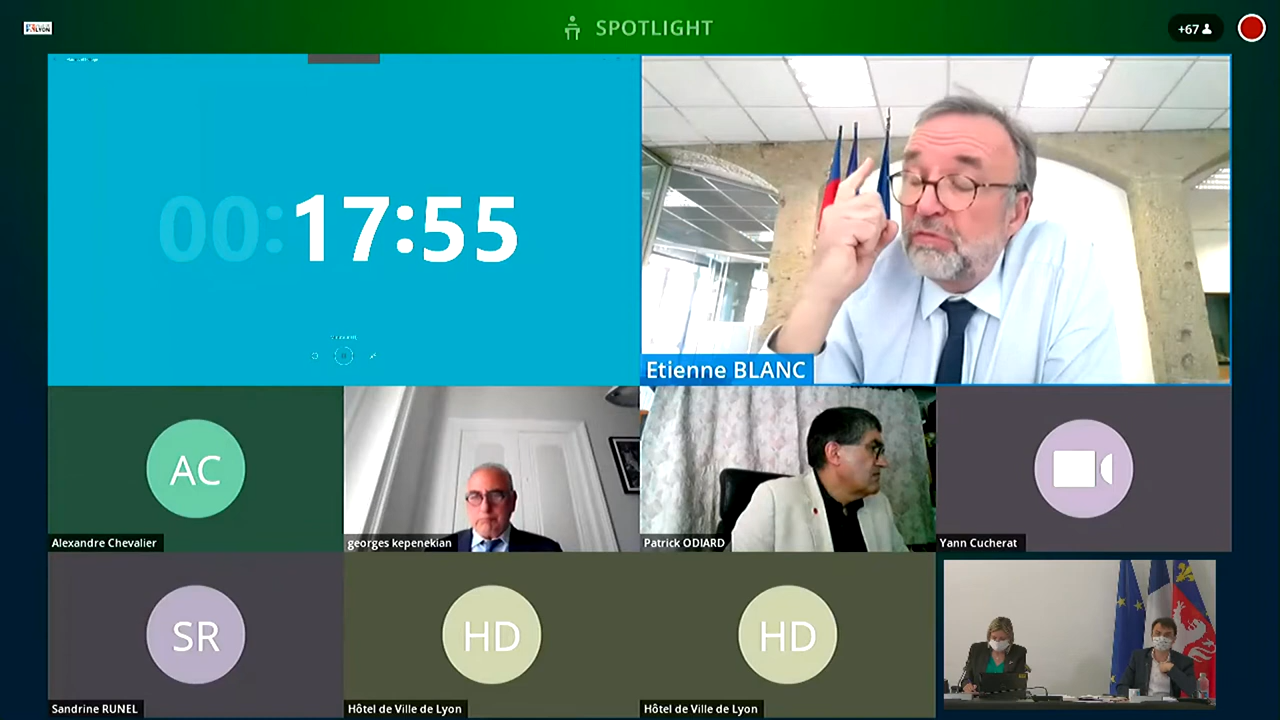 LYON
SPOTLIGHT
+67
00:17:55
Etienne BLANC
AC
Alexandre Chevalier
georges kepenekian
Patrick ODIARD
Yann Cucherat
SR
Sandrine RUNEL
HD
Hôtel de Ville de Lyon
HD
Hôtel de Ville de Lyon